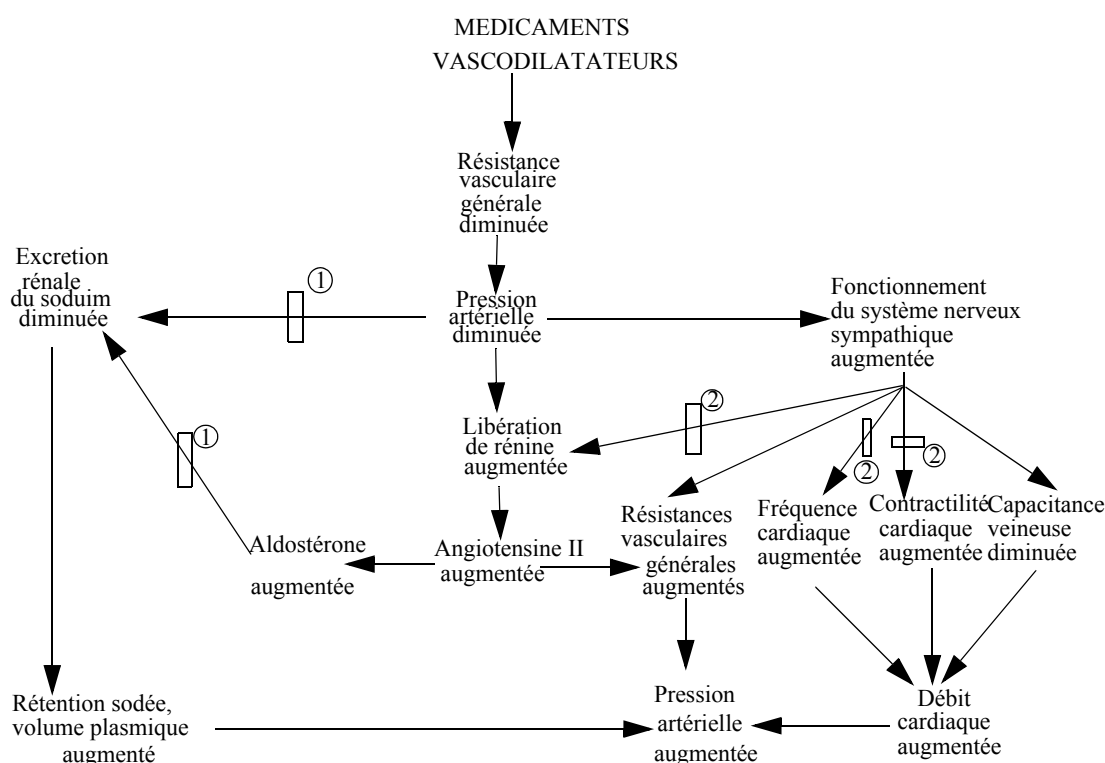 MEDICAMENTS
VASCODILATATEURS
Résistance
vasculaire
générale
diminuée
Excretion
rénale
du soduim
diminuée
1
Pression
artérielle
diminuée
Fonctionnement
du système nerveux
sympathique
augmentée
1
Libération
de rénine
augmentée
2
2
2
Aldostérone
augmentée
Angiotensine II
augmentée
Résistances
vasculaires
générales
augmentés
Fréquence
cardiaque
augmentée
Contractilité
cardiaque
augmentée
Capacitance
veineuse
diminuée
Rétention sodée,
volume plasmique
augmenté
Pression
artérielle
augmentée
Débit
cardiaque
augmentée